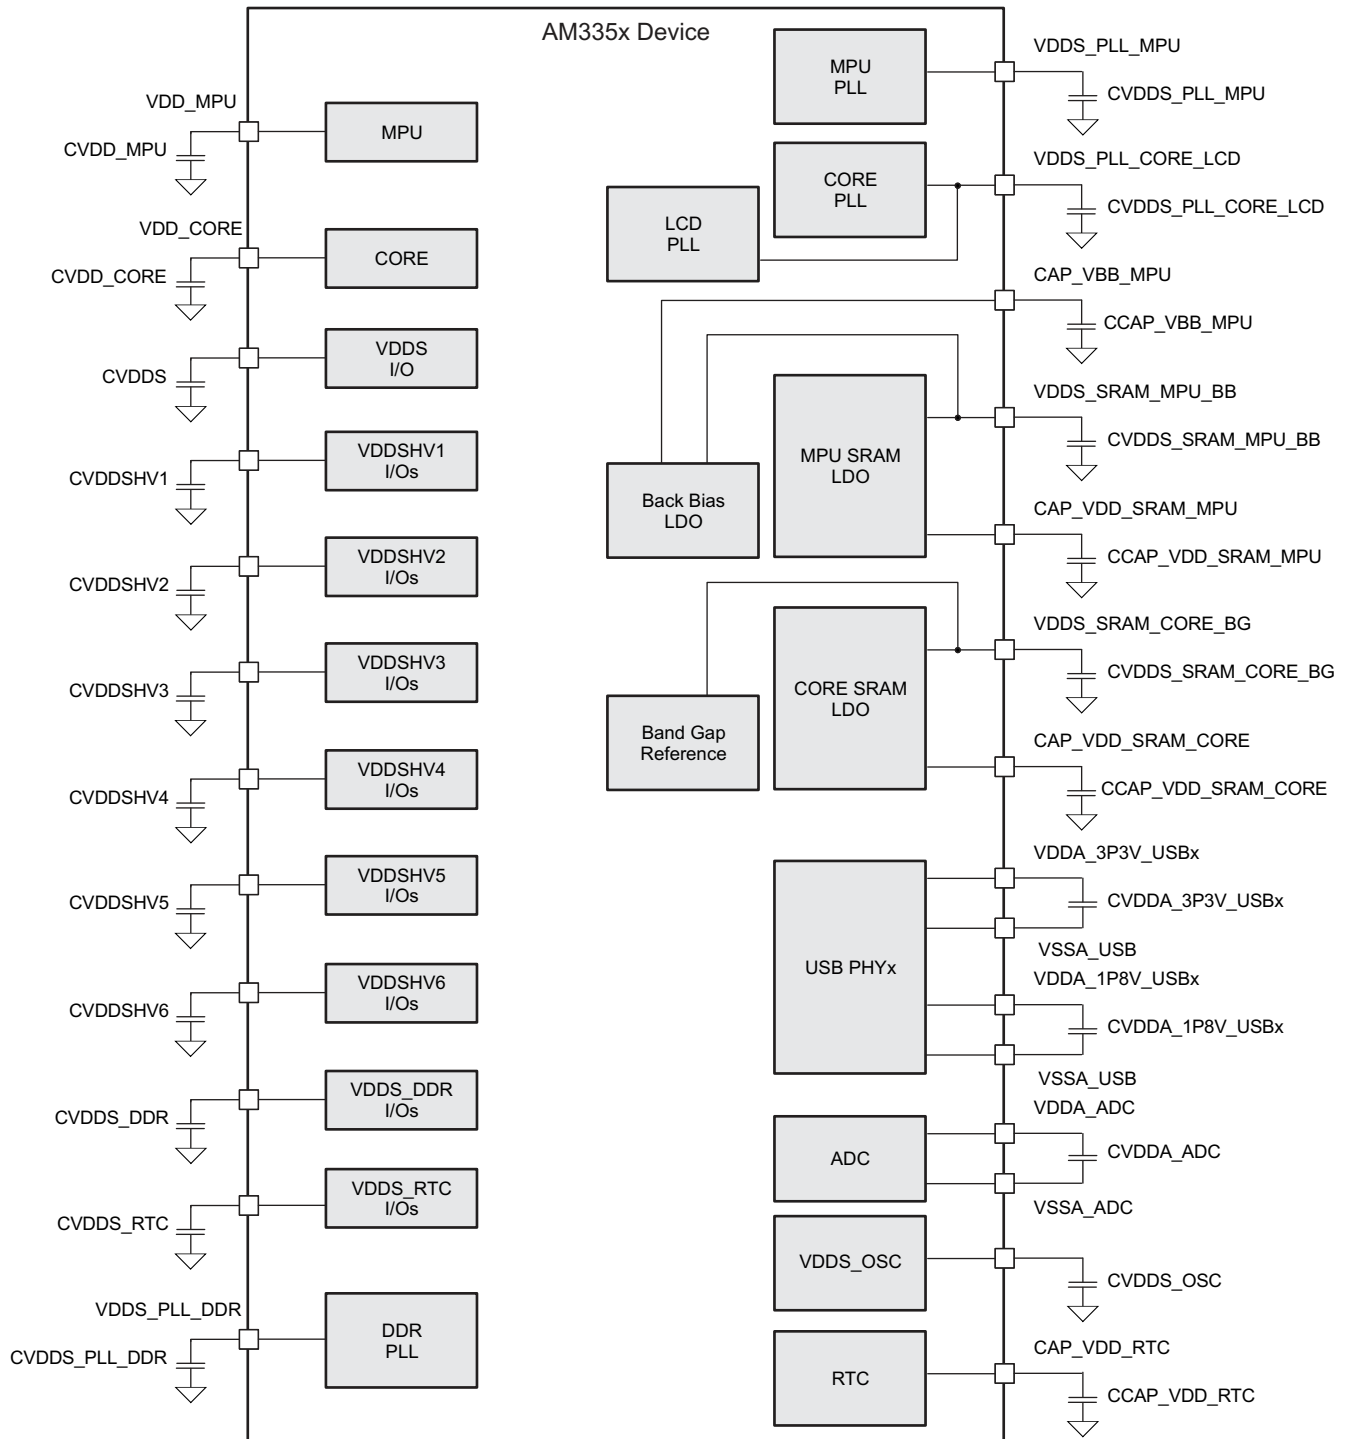 AM335x Device
VDD_MPU
CVDD_MPU
MPU
VDD_CORE
CVDD_CORE
CORE
CVDDS
VDDS
I/O
CVDDSHV1
VDDSHV1
I/Os
CVDDSHV2
VDDSHV2
I/Os
CVDDSHV3
VDDSHV3
I/Os
CVDDSHV4
VDDSHV4
I/Os
CVDDSHV5
VDDSHV5
I/Os
CVDDSHV6
VDDSHV6
I/Os
CVDDS_DDR
VDDS_DDR
I/Os
CVDDS_RTC
VDDS_RTC
I/Os
VDDS_PLL_DDR
CVDDS_PLL_DDR
DDR
PLL
MPU
PLL
VDDS_PLL_MPU
CVDDS_PLL_MPU
CORE
PLL
LCD
PLL
VDDS_PLL_CORE_LCD
CVDDS_PLL_CORE_LCD
CAP_VBB_MPU
CCAP_VBB_MPU
Back Bias
LDO
MPU SRAM
LDO
VDDS_SRAM_MPU_BB
CVDDS_SRAM_MPU_BB
CAP_VDD_SRAM_MPU
CCAP_VDD_SRAM_MPU
Band Gap
Reference
CORE SRAM
LDO
VDDS_SRAM_CORE_BG
CVDDS_SRAM_CORE_BG
CAP_VDD_SRAM_CORE
CCAP_VDD_SRAM_CORE
USB PHYx
VDDA_3P3V_USBx
CVDDA_3P3V_USBx
VSSA_USB
VDDA_1P8V_USBx
CVDDA_1P8V_USBx
VSSA_USB
ADC
VDDA_ADC
CVDDA_ADC
VSSA_ADC
VDDS_OSC
CVDDS_OSC
RTC
CAP_VDD_RTC
CCAP_VDD_RTC